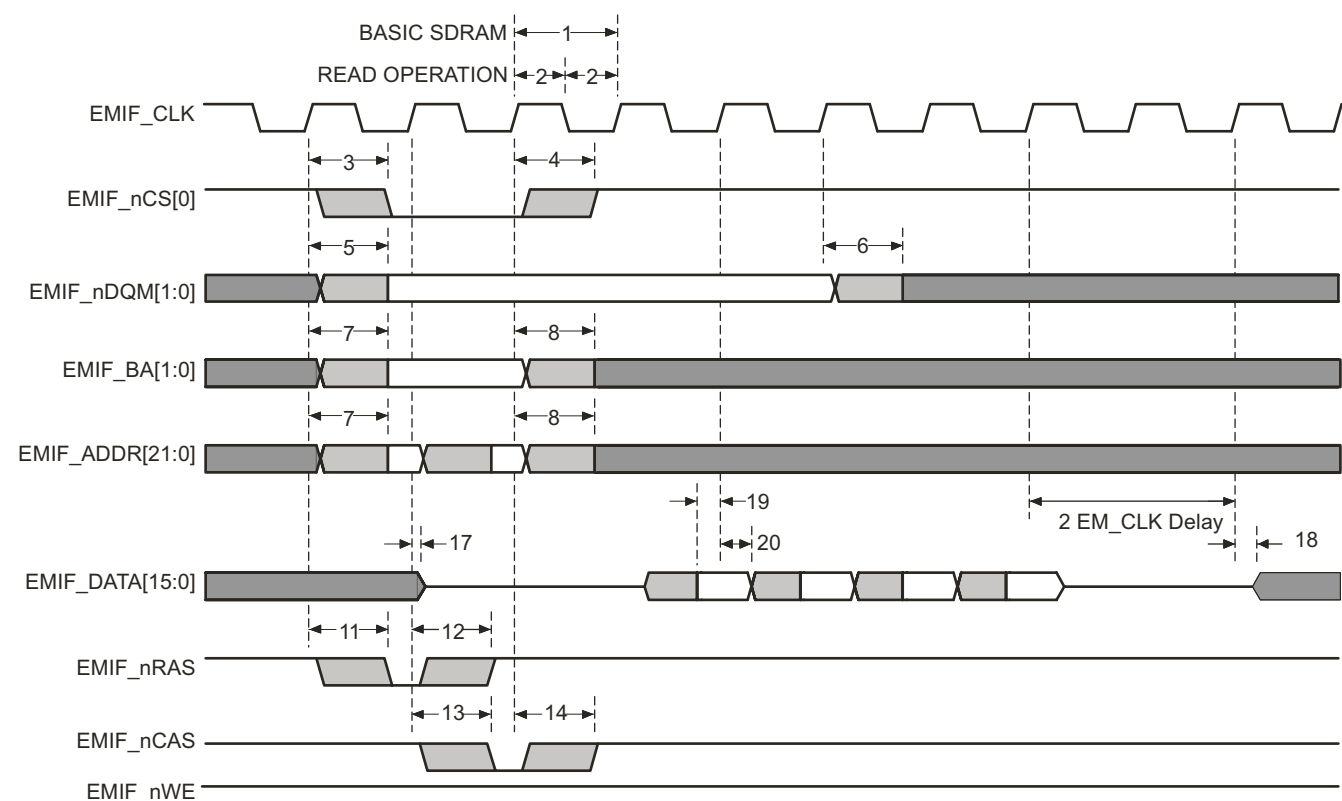 BASIC SDRAM 1
READ OPERATION 2 2
EMIF_CLK
3 4
EMIF_nCS[0]
5 6
EMIF_nDQM[1:0]
7 8
EMIF_BA[1:0]
7 8
EMIF_ADDR[21:0]
19
2 EM_CLK Delay
17 20 18
EMIF_DATA[15:0]
11 12
EMIF_nRAS
13 14
EMIF_nCAS
EMIF_nWE